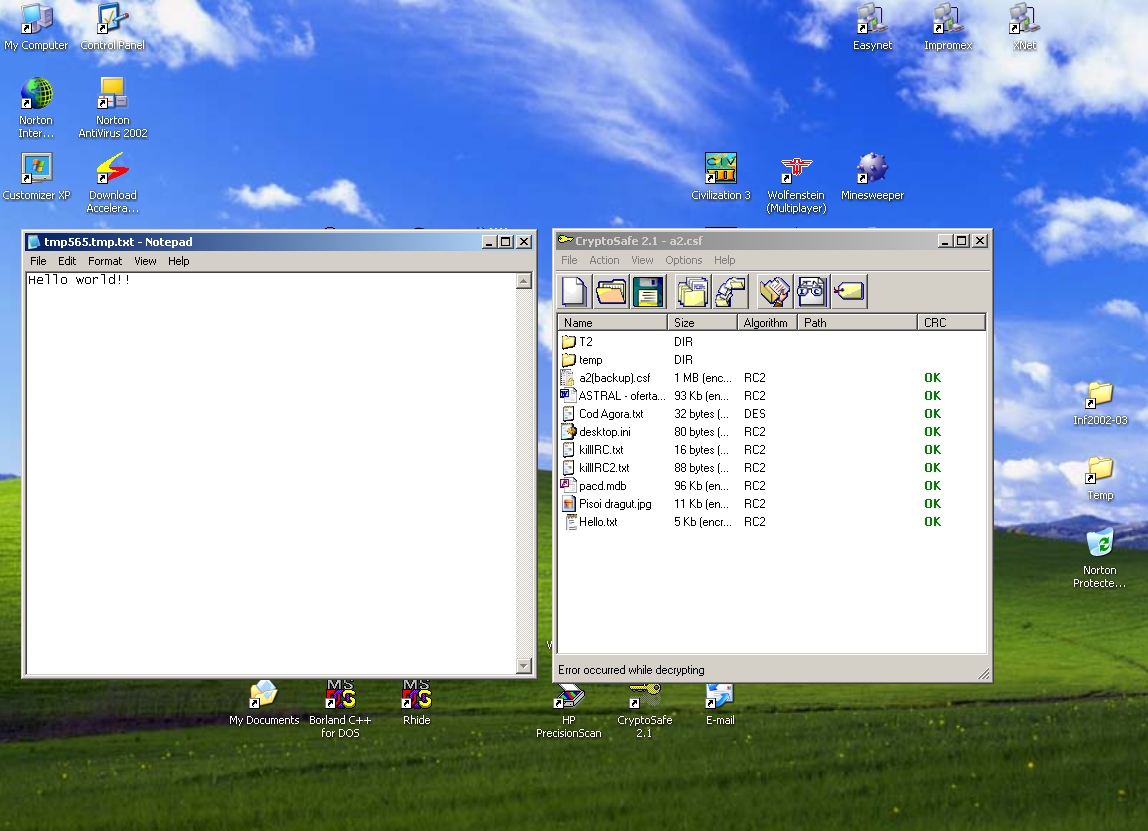 My Computer
Control Panel
Easynet
Impromex
XNet
Norton
Inter...
Norton
AntiVirus 2002
Customizer XP
Download
Accelera...
Civilization 3
Wolfenstein
(Multiplayer)
Minesweeper
tmp565.tmp.txt - Notepad
File Edit Format View Help
Hello world!!
CryptoSafe 2.1 - a2.csf
File Action View Options Help
Name Size Algorithm Path CRC
T2 DIR
temp DIR
a2(backup).csf 1 MB (enc... RC2 OK
ASTRAL - oferta... 93 Kb (en... RC2 OK
Cod Agora.txt 32 bytes (... DES OK
desktop.ini 80 bytes (... RC2 OK
killIRC.txt 16 bytes (... RC2 OK
killIRC2.txt 88 bytes (... RC2 OK
pacd.mdb 96 Kb (en... RC2 OK
Pisoi dragut.jpg 11 Kb (en... RC2 OK
Hello.txt 5 Kb (encr... RC2 OK
Error occurred while decrypting
Inf2002-03
Temp
Norton
Protecte...
My Documents
Borland C++
for DOS
Rhide
HP
PrecisionScan
CryptoSafe
2.1
E-mail